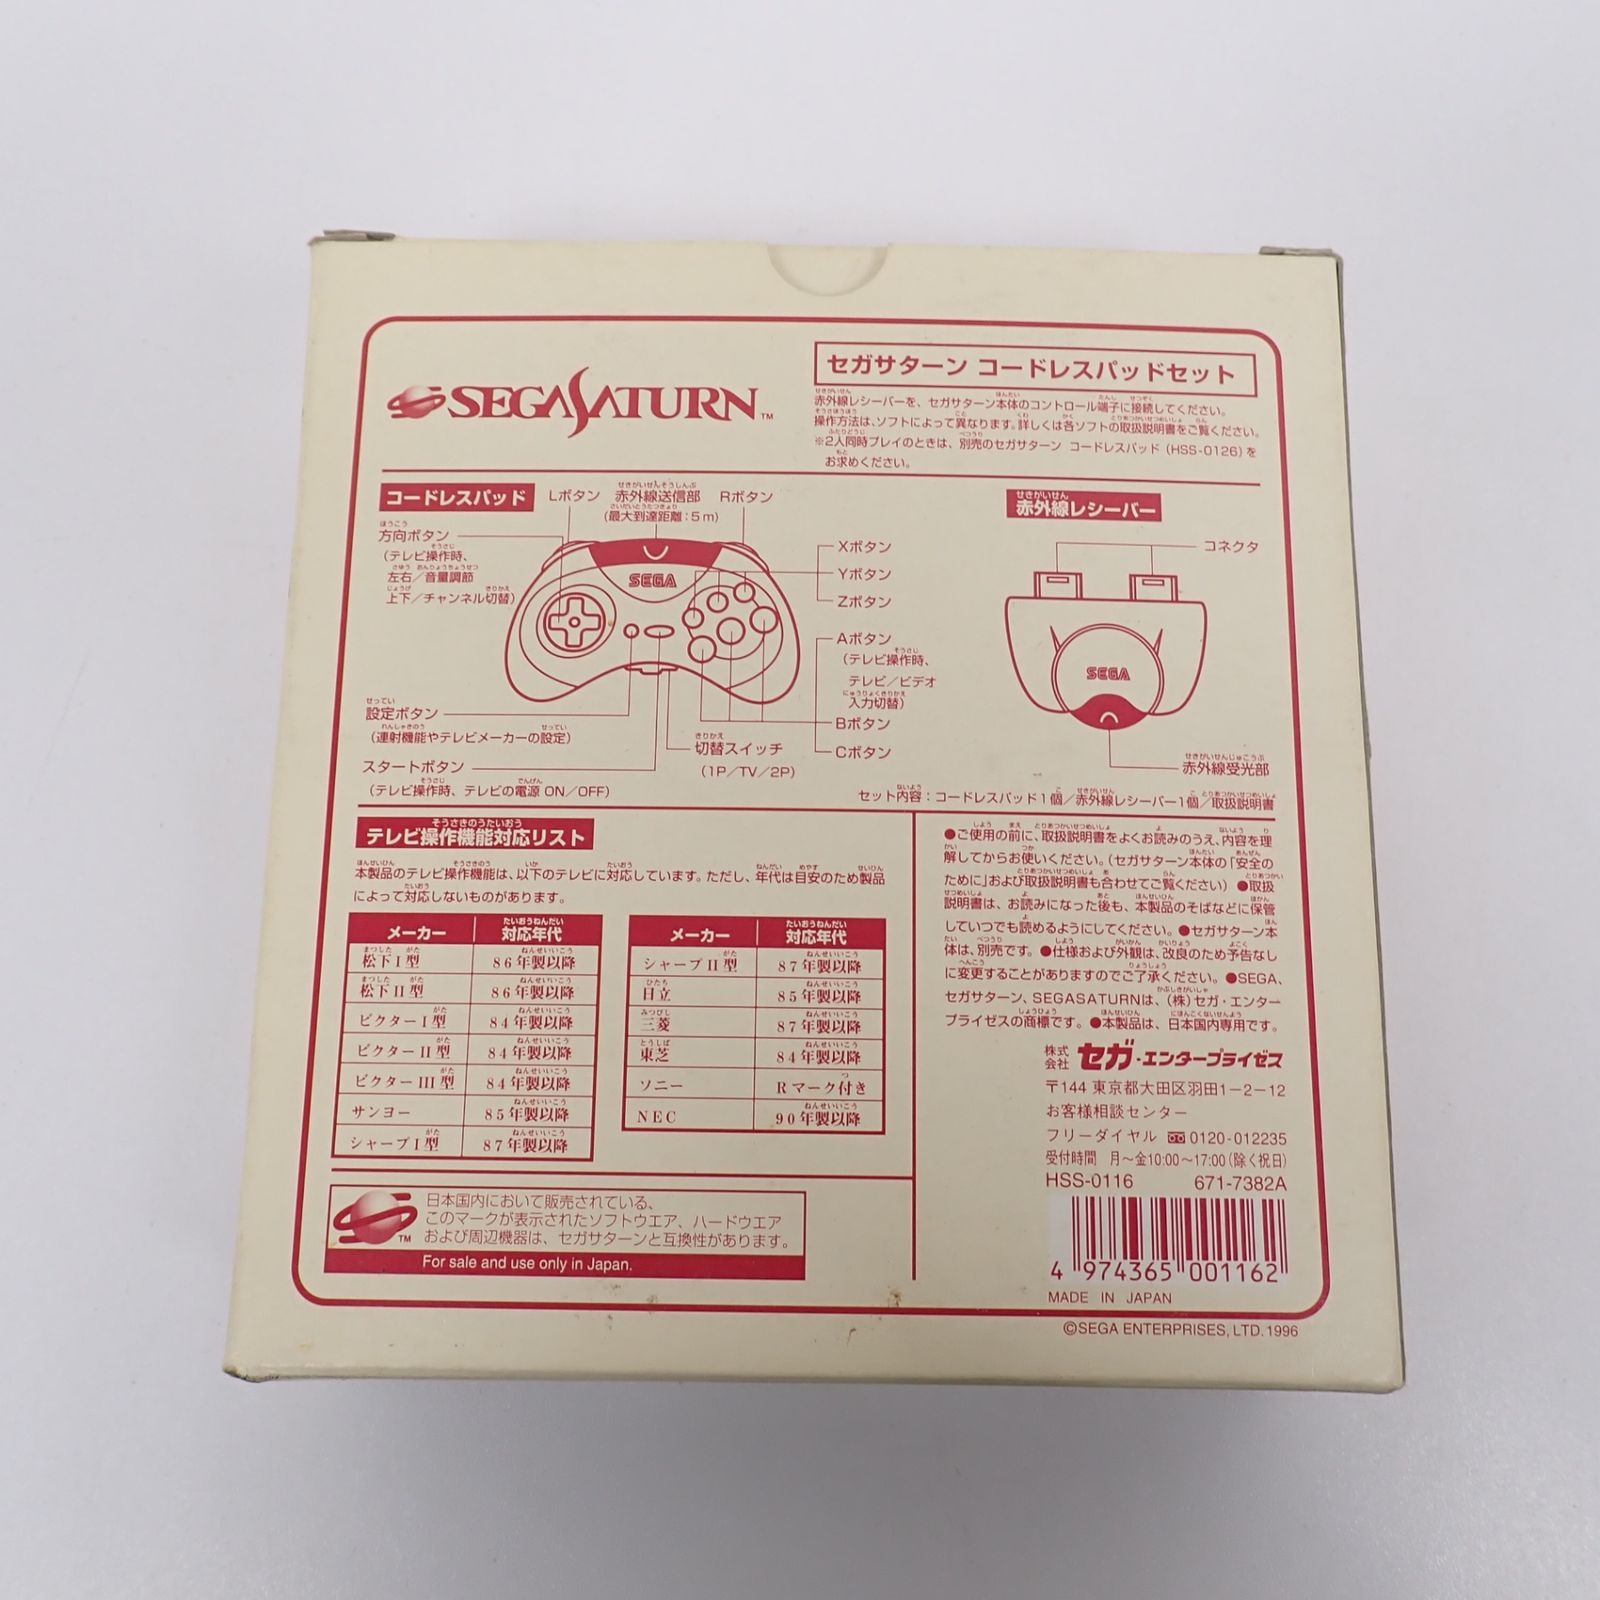 SEGASATURN™
セガサターン コードレスパッドセット
赤外線レシーバーを、セガサターン本体のコントロール端子に接続してください。
操作方法は、ソフトによって異なります。詳しくは各ソフトの取扱説明書をご覧ください。
※2人同時プレイのときは、別売のセガサターン コードレスパッド(HSS-0126)を
お求めください。
コードレスパッド
Lボタン
赤外線送信部
(最大到達距離:5m)
Rボタン
方向ボタン
(テレビ操作時、
左右/音量調節
上下/チャンネル切替)
SEGA
Xボタン
Yボタン
Zボタン
Aボタン
(テレビ操作時、
テレビ/ビデオ
入力切替)
Bボタン
Cボタン
設定ボタン
(連射機能やテレビメーカーの設定)
切替スイッチ
(1P/TV/2P)
スタートボタン
(テレビ操作時、テレビの電源 ON/OFF)
赤外線レシーバー
コネクタ
SEGA
赤外線受光部
セット内容:コードレスパッド1個/赤外線レシーバー1個/取扱説明書
テレビ操作機能対応リスト
本製品のテレビ操作機能は、以下のテレビに対応しています。ただし、年代は目安のため製品
によって対応しないものがあります。
メーカー 対応年代
松下I型 86年製以降
松下II型 86年製以降
ビクターI型 84年製以降
ビクターII型 84年製以降
ビクターIII型 84年製以降
サンヨー 85年製以降
シャープI型 87年製以降
メーカー 対応年代
シャープII型 87年製以降
日立 85年製以降
三菱 87年製以降
東芝 84年製以降
ソニー Rマーク付き
NEC 90年製以降
日本国内において販売されている、
このマークが表示されたソフトウエア、ハードウエア
および周辺機器は、セガサターンと互換性があります。
TM
For sale and use only in Japan.
●ご使用の前に、取扱説明書をよくお読みのうえ、内容を理
解してからお使いください。(セガサターン本体の「安全の
ために」および取扱説明書も合わせてご覧ください) ●取扱
説明書は、お読みになった後も、本製品のそばなどに保管
していつでも読めるようにしてください。●セガサターン本
体は、別売です。●仕様および外観は、改良のため予告なし
に変更することがありますのでご了承ください。●SEGA、
セガサターン、SEGASATURNは、(株)セガ・エンター
プライゼスの商標です。●本製品は、日本国内専用です。
株式会社 セガ・エンタープライゼス
〒144 東京都大田区羽田1-2-12
お客様相談センター
フリーダイヤル 0120-012235
受付時間 月〜金10:00〜17:00(除く祝日)
HSS-0116 671-7382A
4 974365 001162
MADE IN JAPAN
©SEGA ENTERPRISES, LTD. 1996